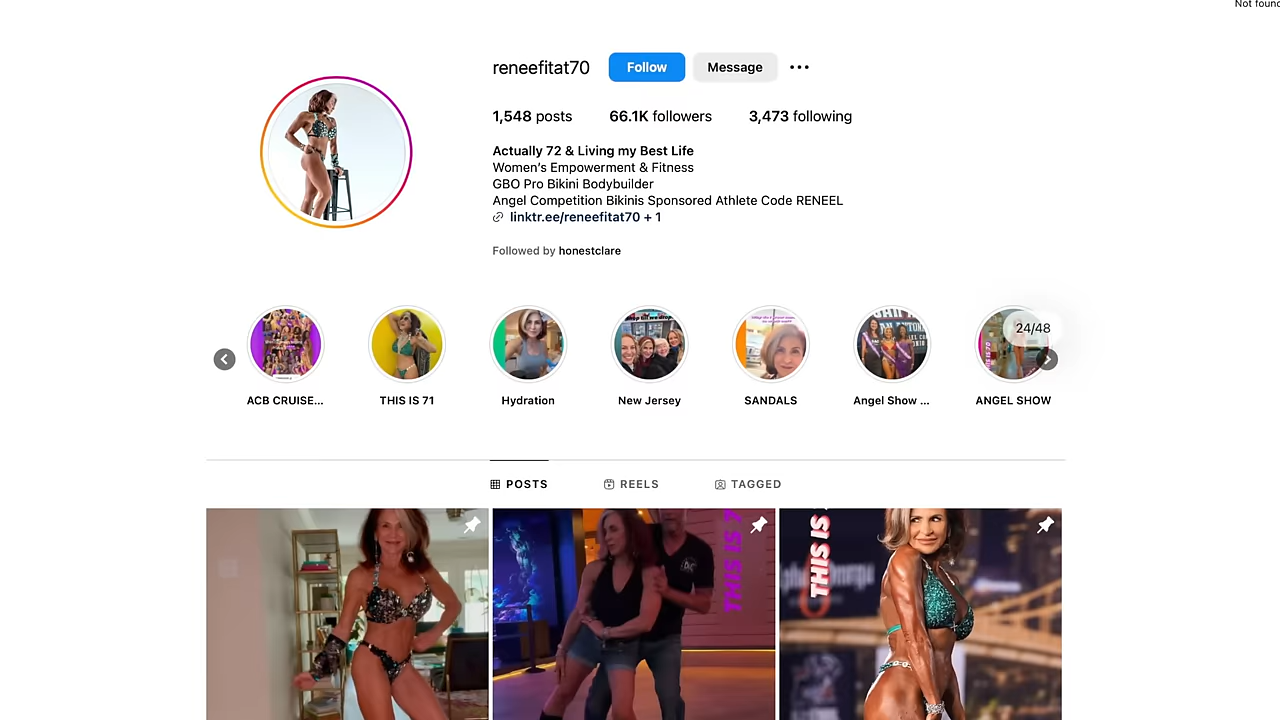 Not found
reneefitat70 Follow Message
1,548 posts 66.1K followers 3,473 following
Actually 72 & Living my Best Life
Women's Empowerment & Fitness
GBO Pro Bikini Bodybuilder
Angel Competition Bikinis Sponsored Athlete Code RENEEL
linktr.ee/reneefitat70 + 1
Followed by honestclare
24/48
ACB CRUISE... THIS IS 71 Hydration New Jersey SANDALS Angel Show ... ANGEL SHOW
POSTS REELS TAGGED
THIS IS 7
THIS IS